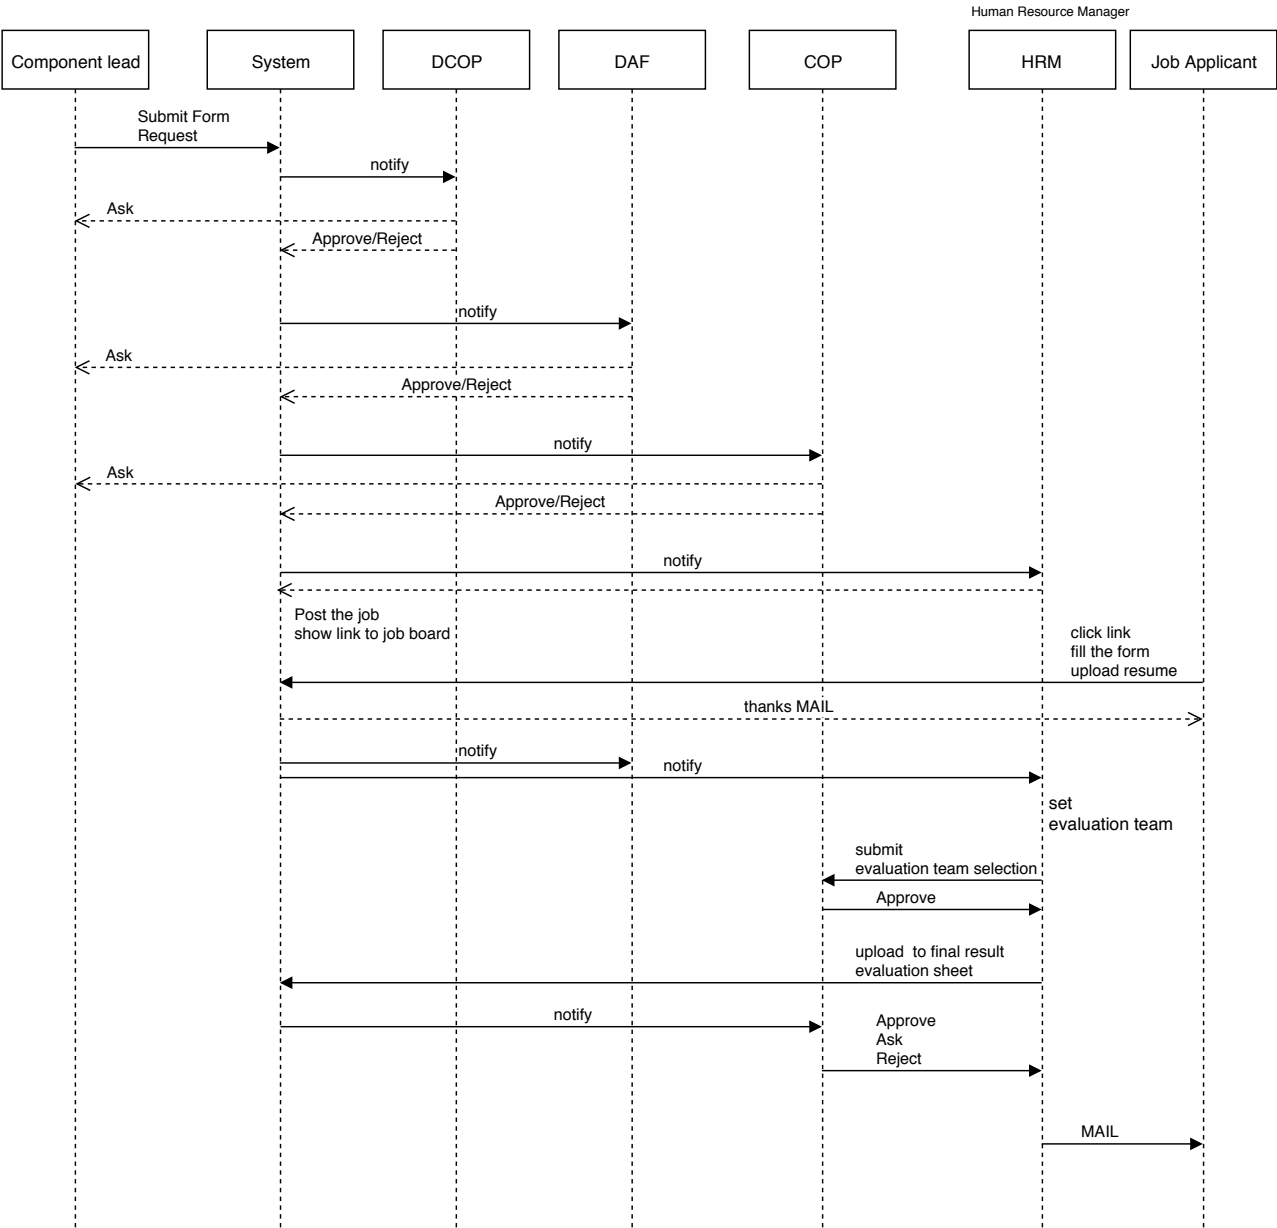 Human Resource Manager
Component lead
System
DCOP
DAF
COP
HRM
Job Applicant
Submit Form
Request
notify
Ask
Approve/Reject
notify
Ask
Approve/Reject
notify
Ask
Approve/Reject
notify
Post the job
show link to job board
click link
fill the form
upload resume
thanks MAIL
notify
notify
set
evaluation team
submit
evaluation team selection
Approve
upload  to final result
evaluation sheet
notify
Approve
Ask
Reject
MAIL